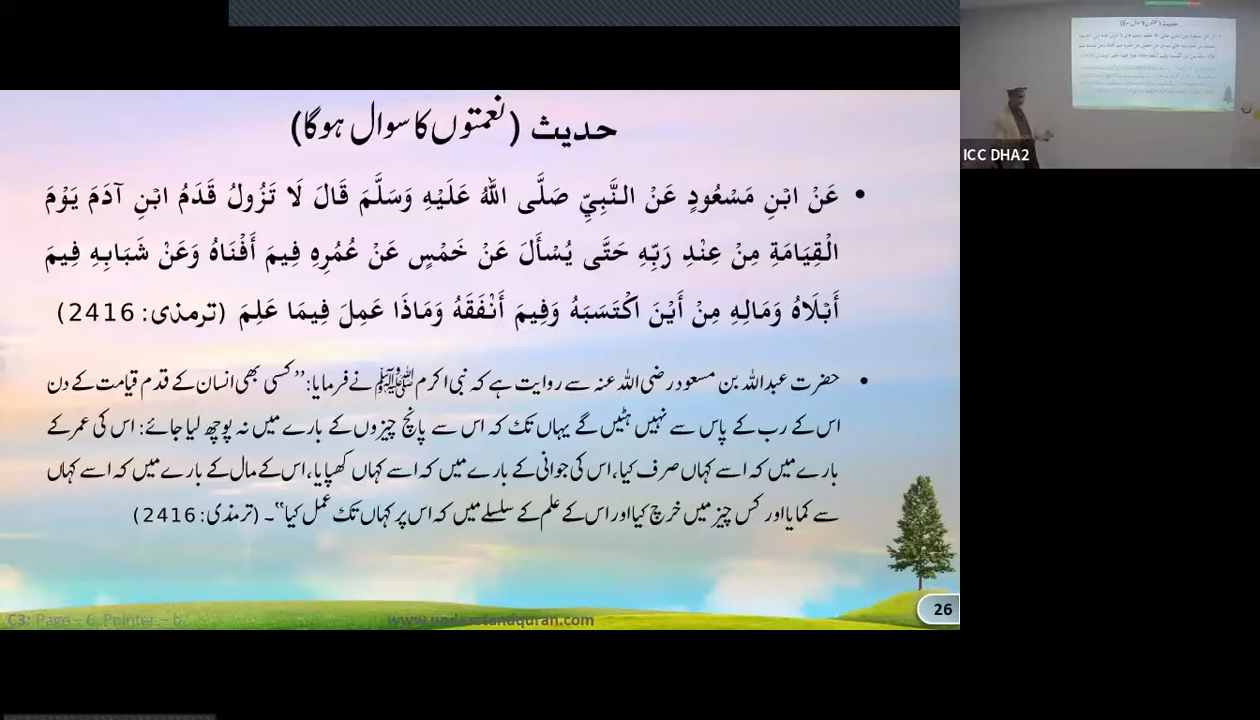 حدیث (نعمتوں کا سوال ہوگا)
• عَنْ ابْنِ مَسْعُودٍ عَنْ النَّبِيِّ صَلَّى اللهُ عَلَيْهِ وَسَلَّمَ قَالَ لَا تَزُولُ قَدَمُ ابْنِ آدَمَ يَوْمَ
الْقِيَامَةِ مِنْ عِنْدِ رَبِّهِ حَتَّى يُسْأَلَ عَنْ خَمْسٍ عَنْ عُمُرِهِ فِيمَ أَفْنَاهُ وَعَنْ شَبَابِهِ فِيمَ
أَبْلَاهُ وَمَالِهِ مِنْ أَيْنَ اكْتَسَبَهُ وَفِيمَ أَنْفَقَهُ وَمَاذَا عَمِلَ فِيمَا عَلِمَ (ترمذی: 2416)
• حضرت عبداللہ بن مسعود رضی اللہ عنہ سے روایت ہے کہ نبی اکرم ﷺ نے فرمایا: ’’کسی بھی انسان کے قدم قیامت کے دن
اس کے رب کے پاس سے نہیں ہٹیں گے یہاں تک کہ اس سے پانچ چیزوں کے بارے میں نہ پوچھ لیا جائے: اس کی عمر کے
بارے میں کہ اسے کہاں صرف کیا، اس کی جوانی کے بارے میں کہ اسے کہاں کھپایا، اس کے مال کے بارے میں کہ اسے کہاں
سے کمایا اور کس چیز میں خرچ کیا اور اس کے علم کے سلسلے میں کہ اس پر کہاں تک عمل کیا‘‘۔ (ترمذی: 2416)
C3: Page – 6, Pointer – b
www.understandquran.com
26
ICC DHA2